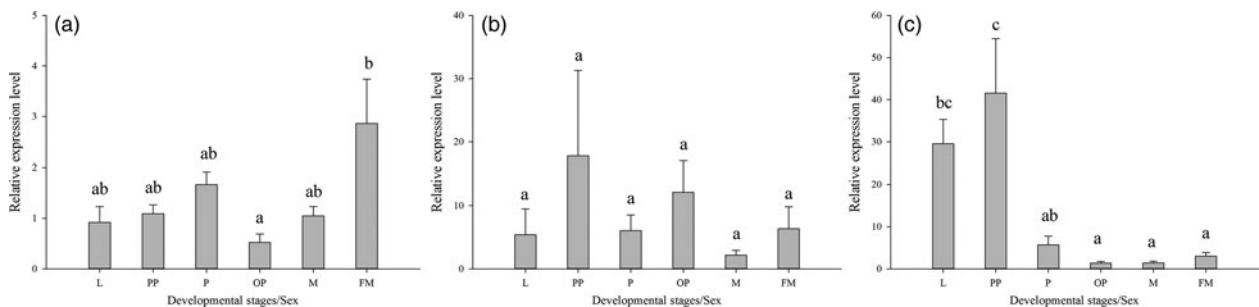 (a)
Relative expression level
5
4
3
2
1
0
ab
ab
ab
a
ab
b
L PP P OP M FM
Developmental stages/Sex
(b)
Relative expression level
40
30
20
10
0
a
a
a
a
a
a
L PP P OP M FM
Developmental stages/Sex
(c)
Relative expression level
60
50
40
30
20
10
0
bc
c
ab
a
a
a
L PP P OP M FM
Developmental stages/Sex